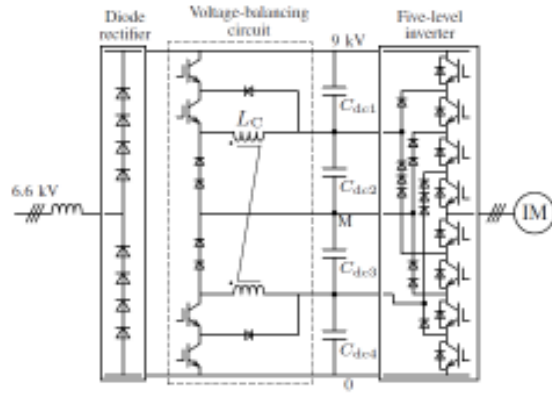 Diode
rectifier
Voltage-balancing
circuit
Five-level
inverter
9 kV
C_dc1
L_C
C_dc2
6.6 kV
M
IM
C_dc3
C_dc4
0